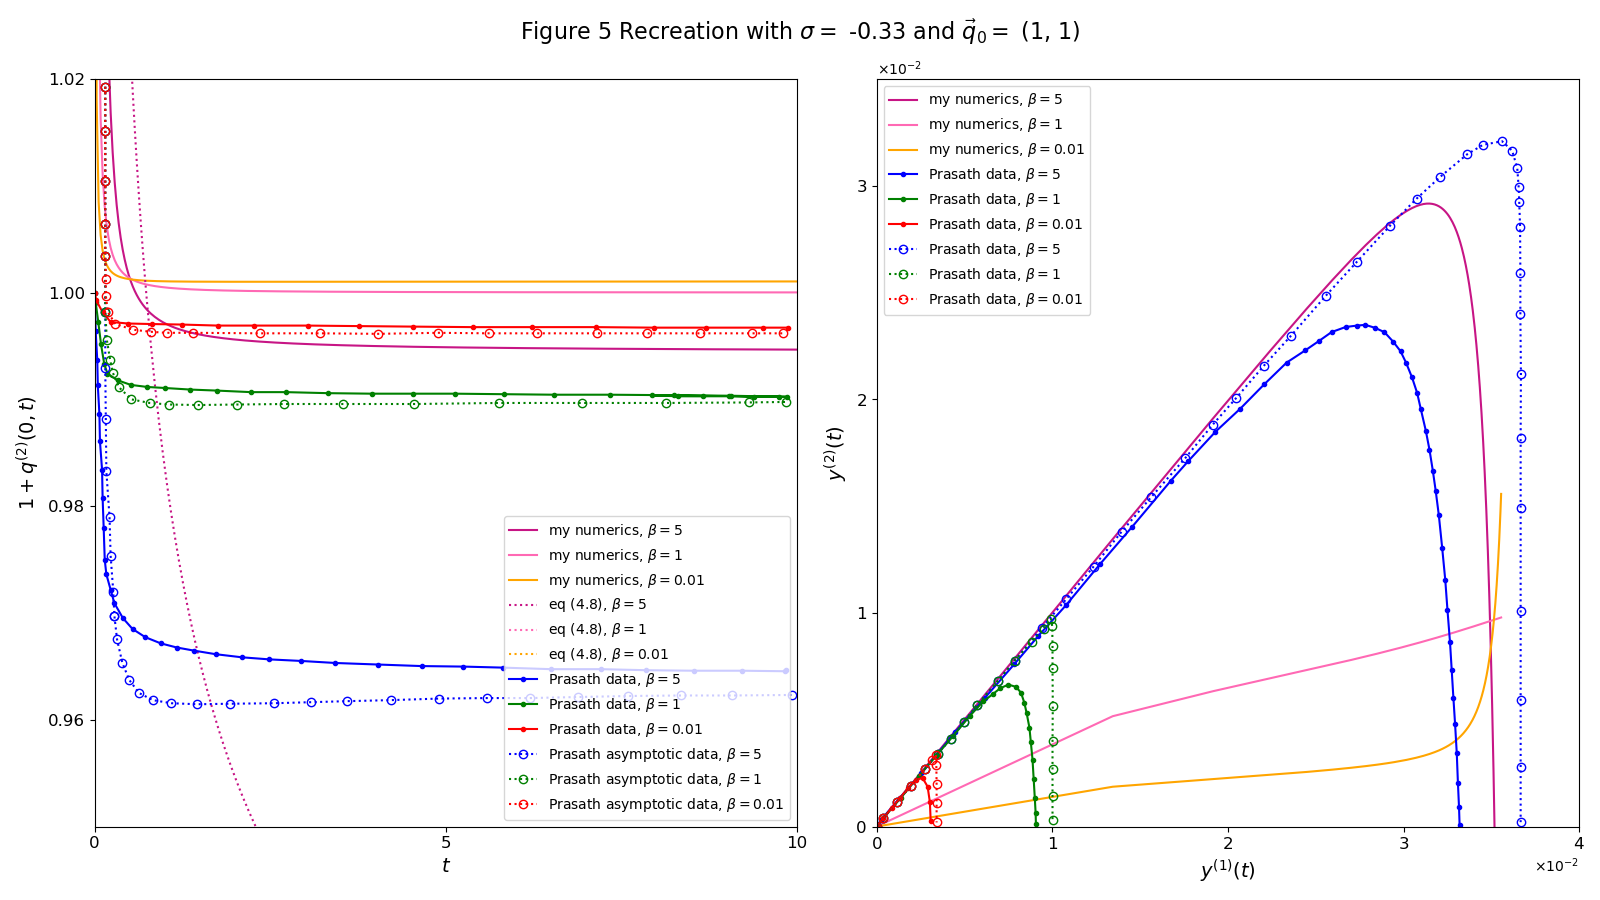 Figure 5 Recreation with σ = -0.33 and q⃗₀ = (1, 1)
1.02
1.00
0.98
0.96
1 + q⁽²⁾(0, t)
0
5
10
t
my numerics, β = 5
my numerics, β = 1
my numerics, β = 0.01
eq (4.8), β = 5
eq (4.8), β = 1
eq (4.8), β = 0.01
Prasath data, β = 5
Prasath data, β = 1
Prasath data, β = 0.01
Prasath asymptotic data, β = 5
Prasath asymptotic data, β = 1
Prasath asymptotic data, β = 0.01
×10⁻²
3
2
1
0
y⁽²⁾(t)
0
1
2
3
4
×10⁻²
y⁽¹⁾(t)
my numerics, β = 5
my numerics, β = 1
my numerics, β = 0.01
Prasath data, β = 5
Prasath data, β = 1
Prasath data, β = 0.01
Prasath data, β = 5
Prasath data, β = 1
Prasath data, β = 0.01